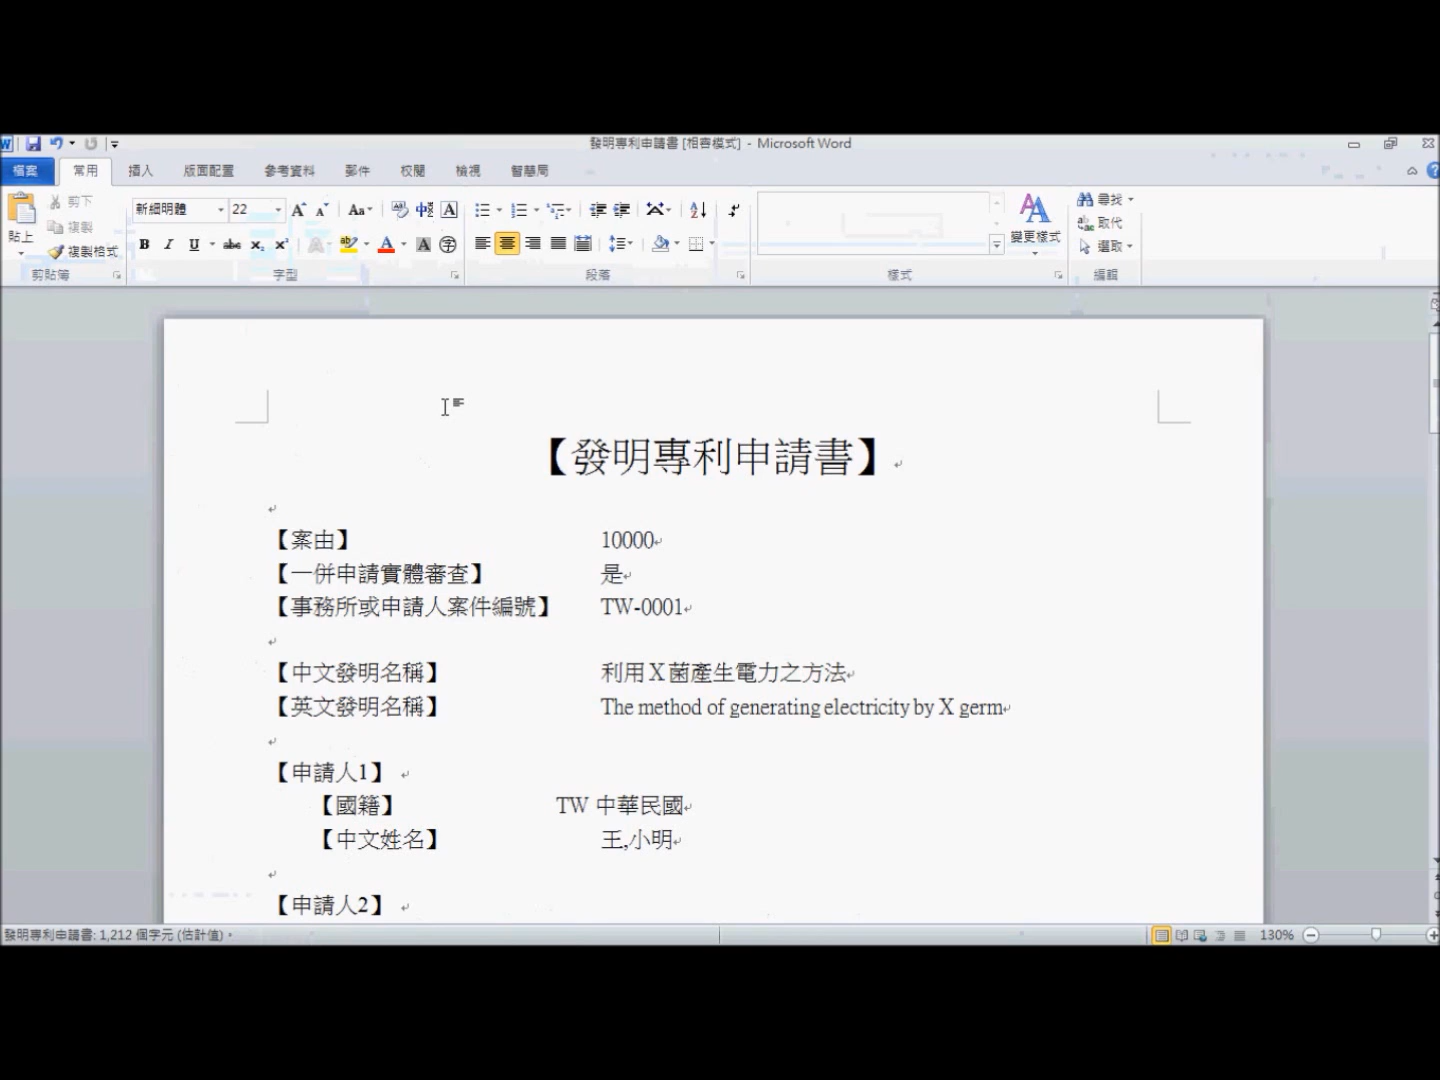 發明專利申請書 [相容模式] - Microsoft Word
檔案 常用 插入 版面配置 參考資料 郵件 校閱 檢視 智慧局
貼上 剪下 複製 複製格式 剪貼簿
新細明體 22 字型
段落
變更樣式 樣式
尋找 取代 選取 編輯
【發明專利申請書】
【案由】 10000
【一併申請實體審查】 是
【事務所或申請人案件編號】 TW-0001
【中文發明名稱】 利用X菌產生電力之方法
【英文發明名稱】 The method of generating electricity by X germ
【申請人1】
【國籍】 TW 中華民國
【中文姓名】 王,小明
【申請人2】
發明專利申請書: 1,212 個字元 (估計值)。 130%